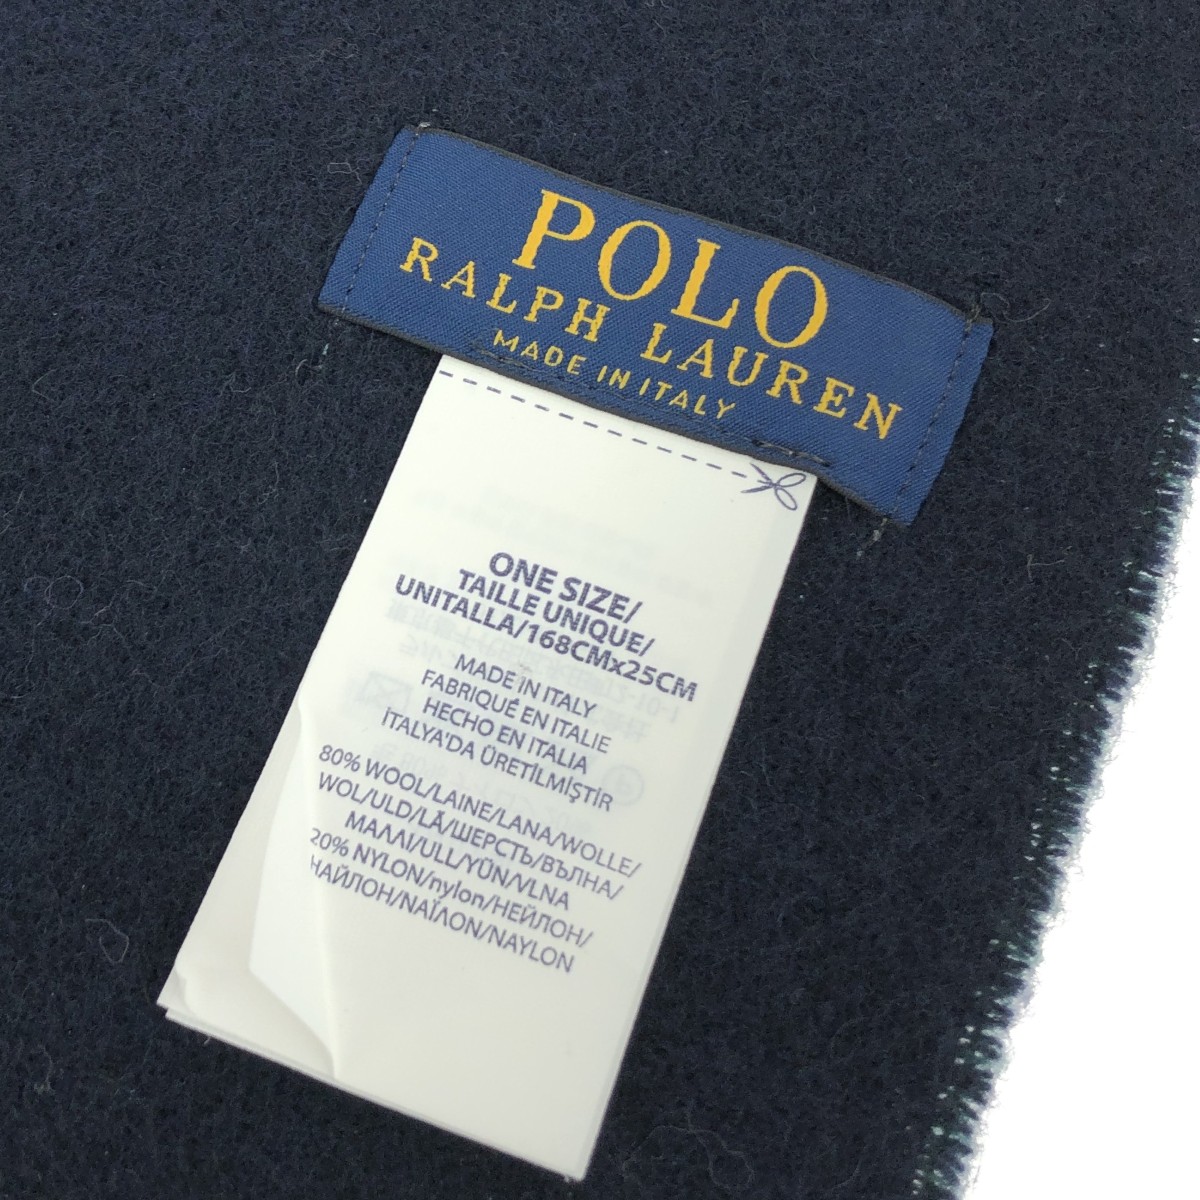 POLO
RALPH LAUREN
MADE IN ITALY
ONE SIZE/
TAILLE UNIQUE/
UNITALLA/168CMx25CM
MADE IN ITALY
FABRIQUÉ EN ITALIE
HECHO EN ITALIA
İTALYA'DA ÜRETİLMİŞTİR
80% WOOL/LAINE/LANA/WOLLE/
WOL/ULD/LÃ/ШЕРСТЬ/ВЪЛНА/
ΜΑΛΛΙ/ULL/YÜN/VLNA
20% NYLON/nylon/НЕЙЛОН/
НАЙЛОН/ΝΑΪΛΟΝ/NAYLON